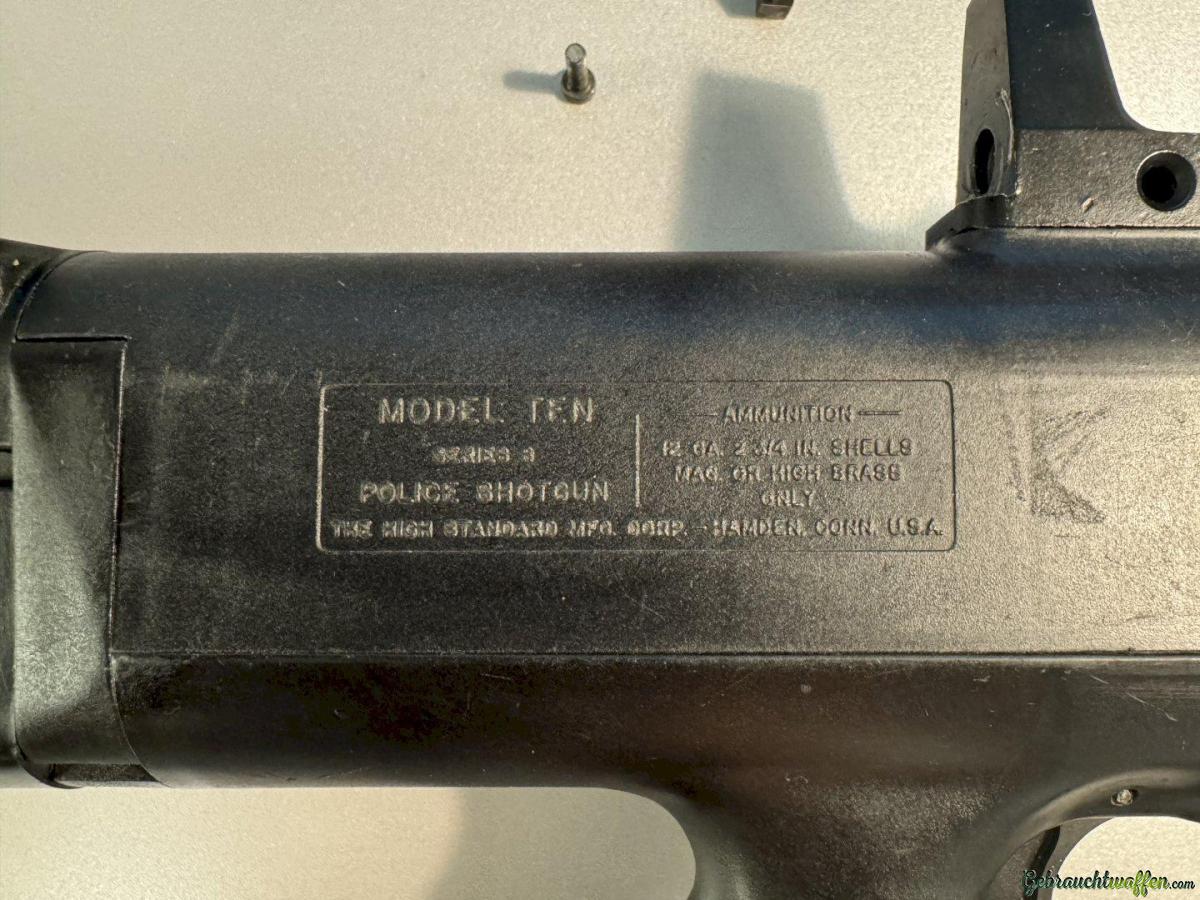 MODEL TEN
SERIES B
POLICE SHOTGUN
AMMUNITION
12 GA. 2 3/4 IN. SHELLS
MAG. OR HIGH BRASS
ONLY
THE HIGH STANDARD MFG. CORP. - HAMDEN, CONN. U.S.A.
Gebrauchtwaffen.com